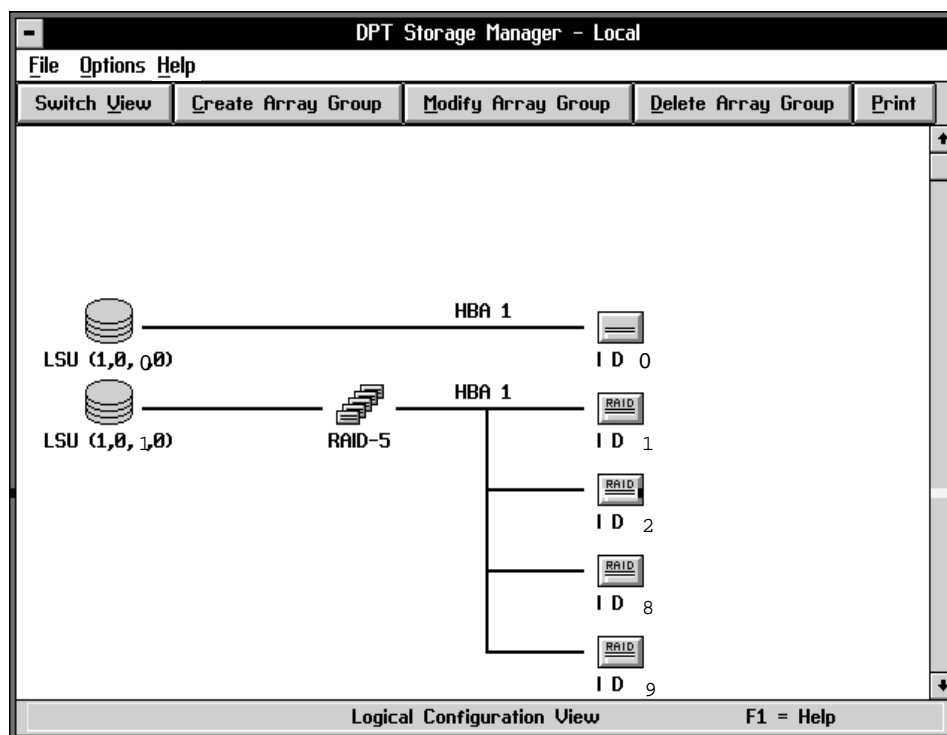 DPT Storage Manager - Local
File Options Help
Switch View Create Array Group Modify Array Group Delete Array Group Print
HBA 1
LSU (1,0, 0,0) ID 0
HBA 1
RAID
LSU (1,0, 1,0) RAID-5 ID 1
RAID
ID 2
RAID
ID 8
RAID
ID 9
Logical Configuration View F1 = Help